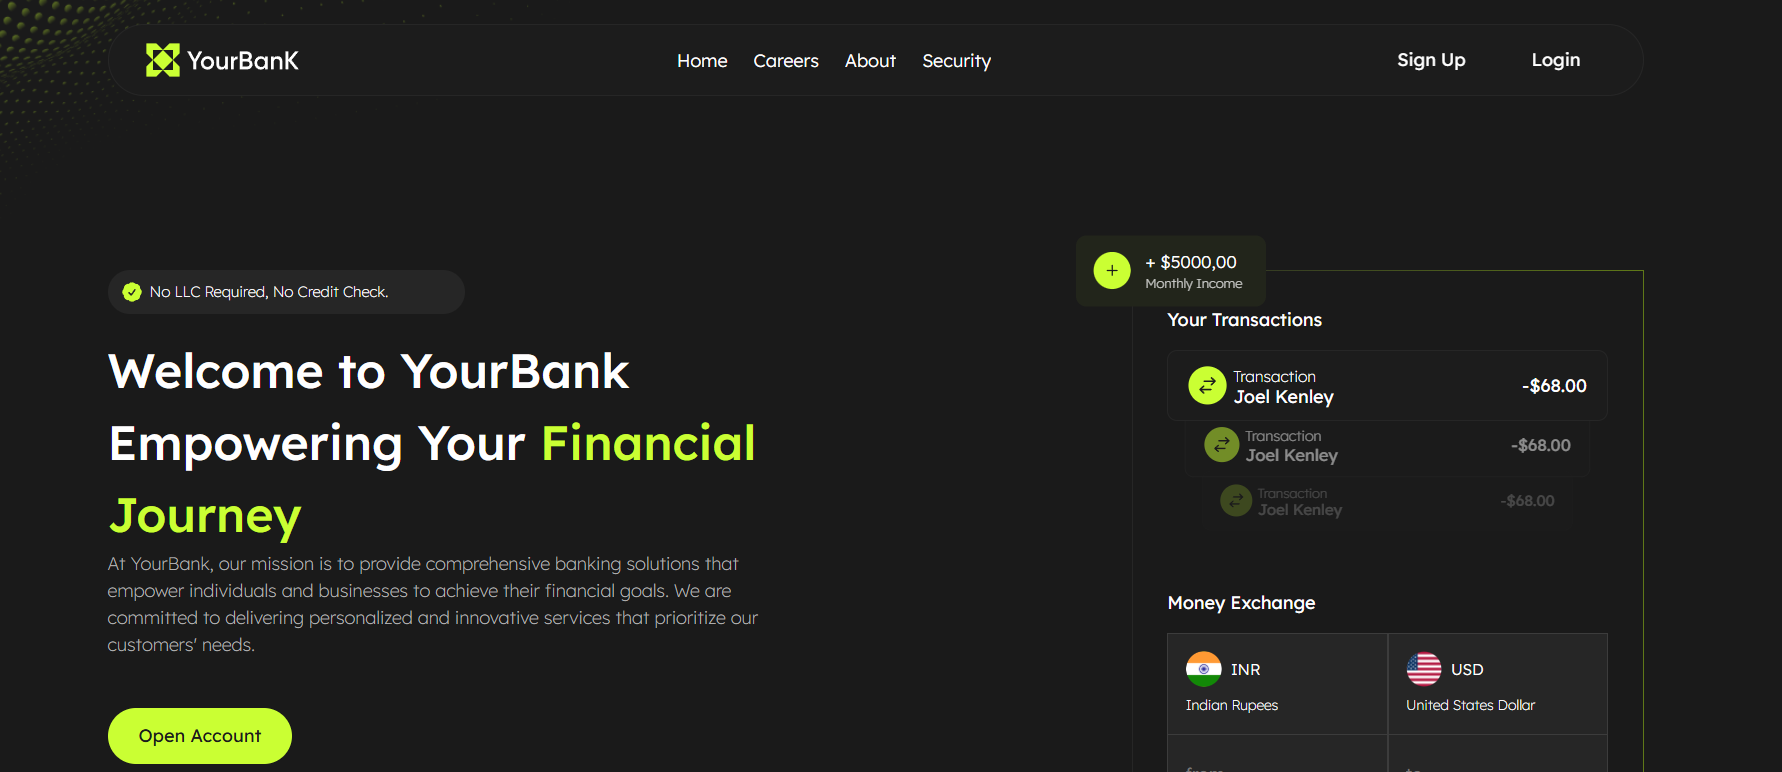 YourBanK
Home Careers About Security
Sign Up Login
+ $5000,00
Monthly Income
No LLC Required, No Credit Check.
Welcome to YourBank
Empowering Your Financial
Journey
At YourBank, our mission is to provide comprehensive banking solutions that
empower individuals and businesses to achieve their financial goals. We are
committed to delivering personalized and innovative services that prioritize our
customers' needs.
Open Account
Your Transactions
Transaction
Joel Kenley
-$68.00
Transaction
Joel Kenley
-$68.00
Transaction
Joel Kenley
-$68.00
Money Exchange
INR
Indian Rupees
USD
United States Dollar